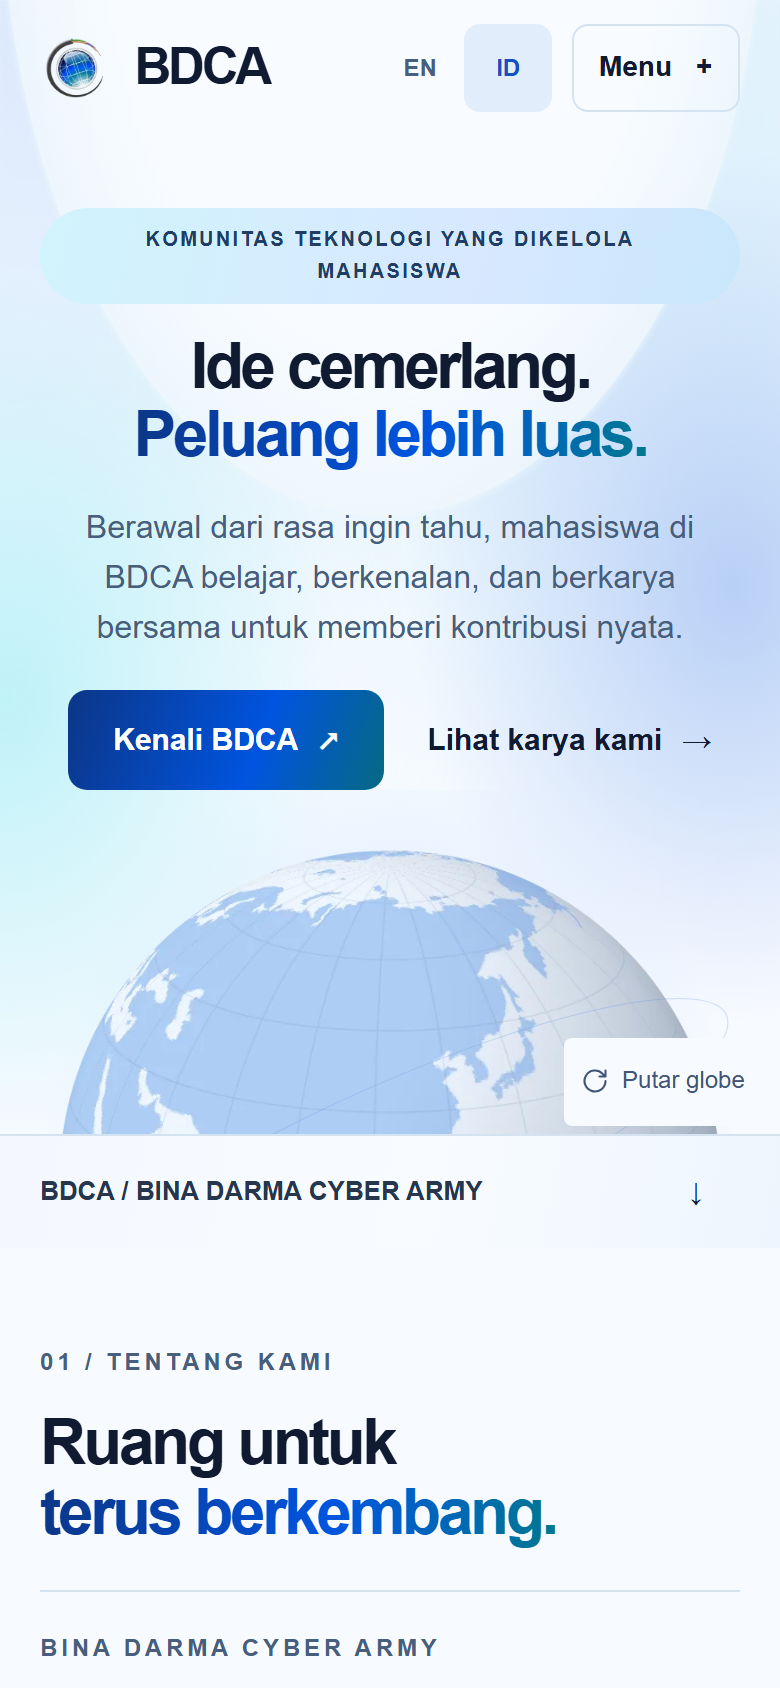 BDCA
EN
ID
Menu +
KOMUNITAS TEKNOLOGI YANG DIKELOLA
MAHASISWA
Ide cemerlang.
Peluang lebih luas.
Berawal dari rasa ingin tahu, mahasiswa di
BDCA belajar, berkenalan, dan berkarya
bersama untuk memberi kontribusi nyata.
Kenali BDCA ↗
Lihat karya kami →
Putar globe
BDCA / BINA DARMA CYBER ARMY ↓
01 / TENTANG KAMI
Ruang untuk
terus berkembang.
BINA DARMA CYBER ARMY